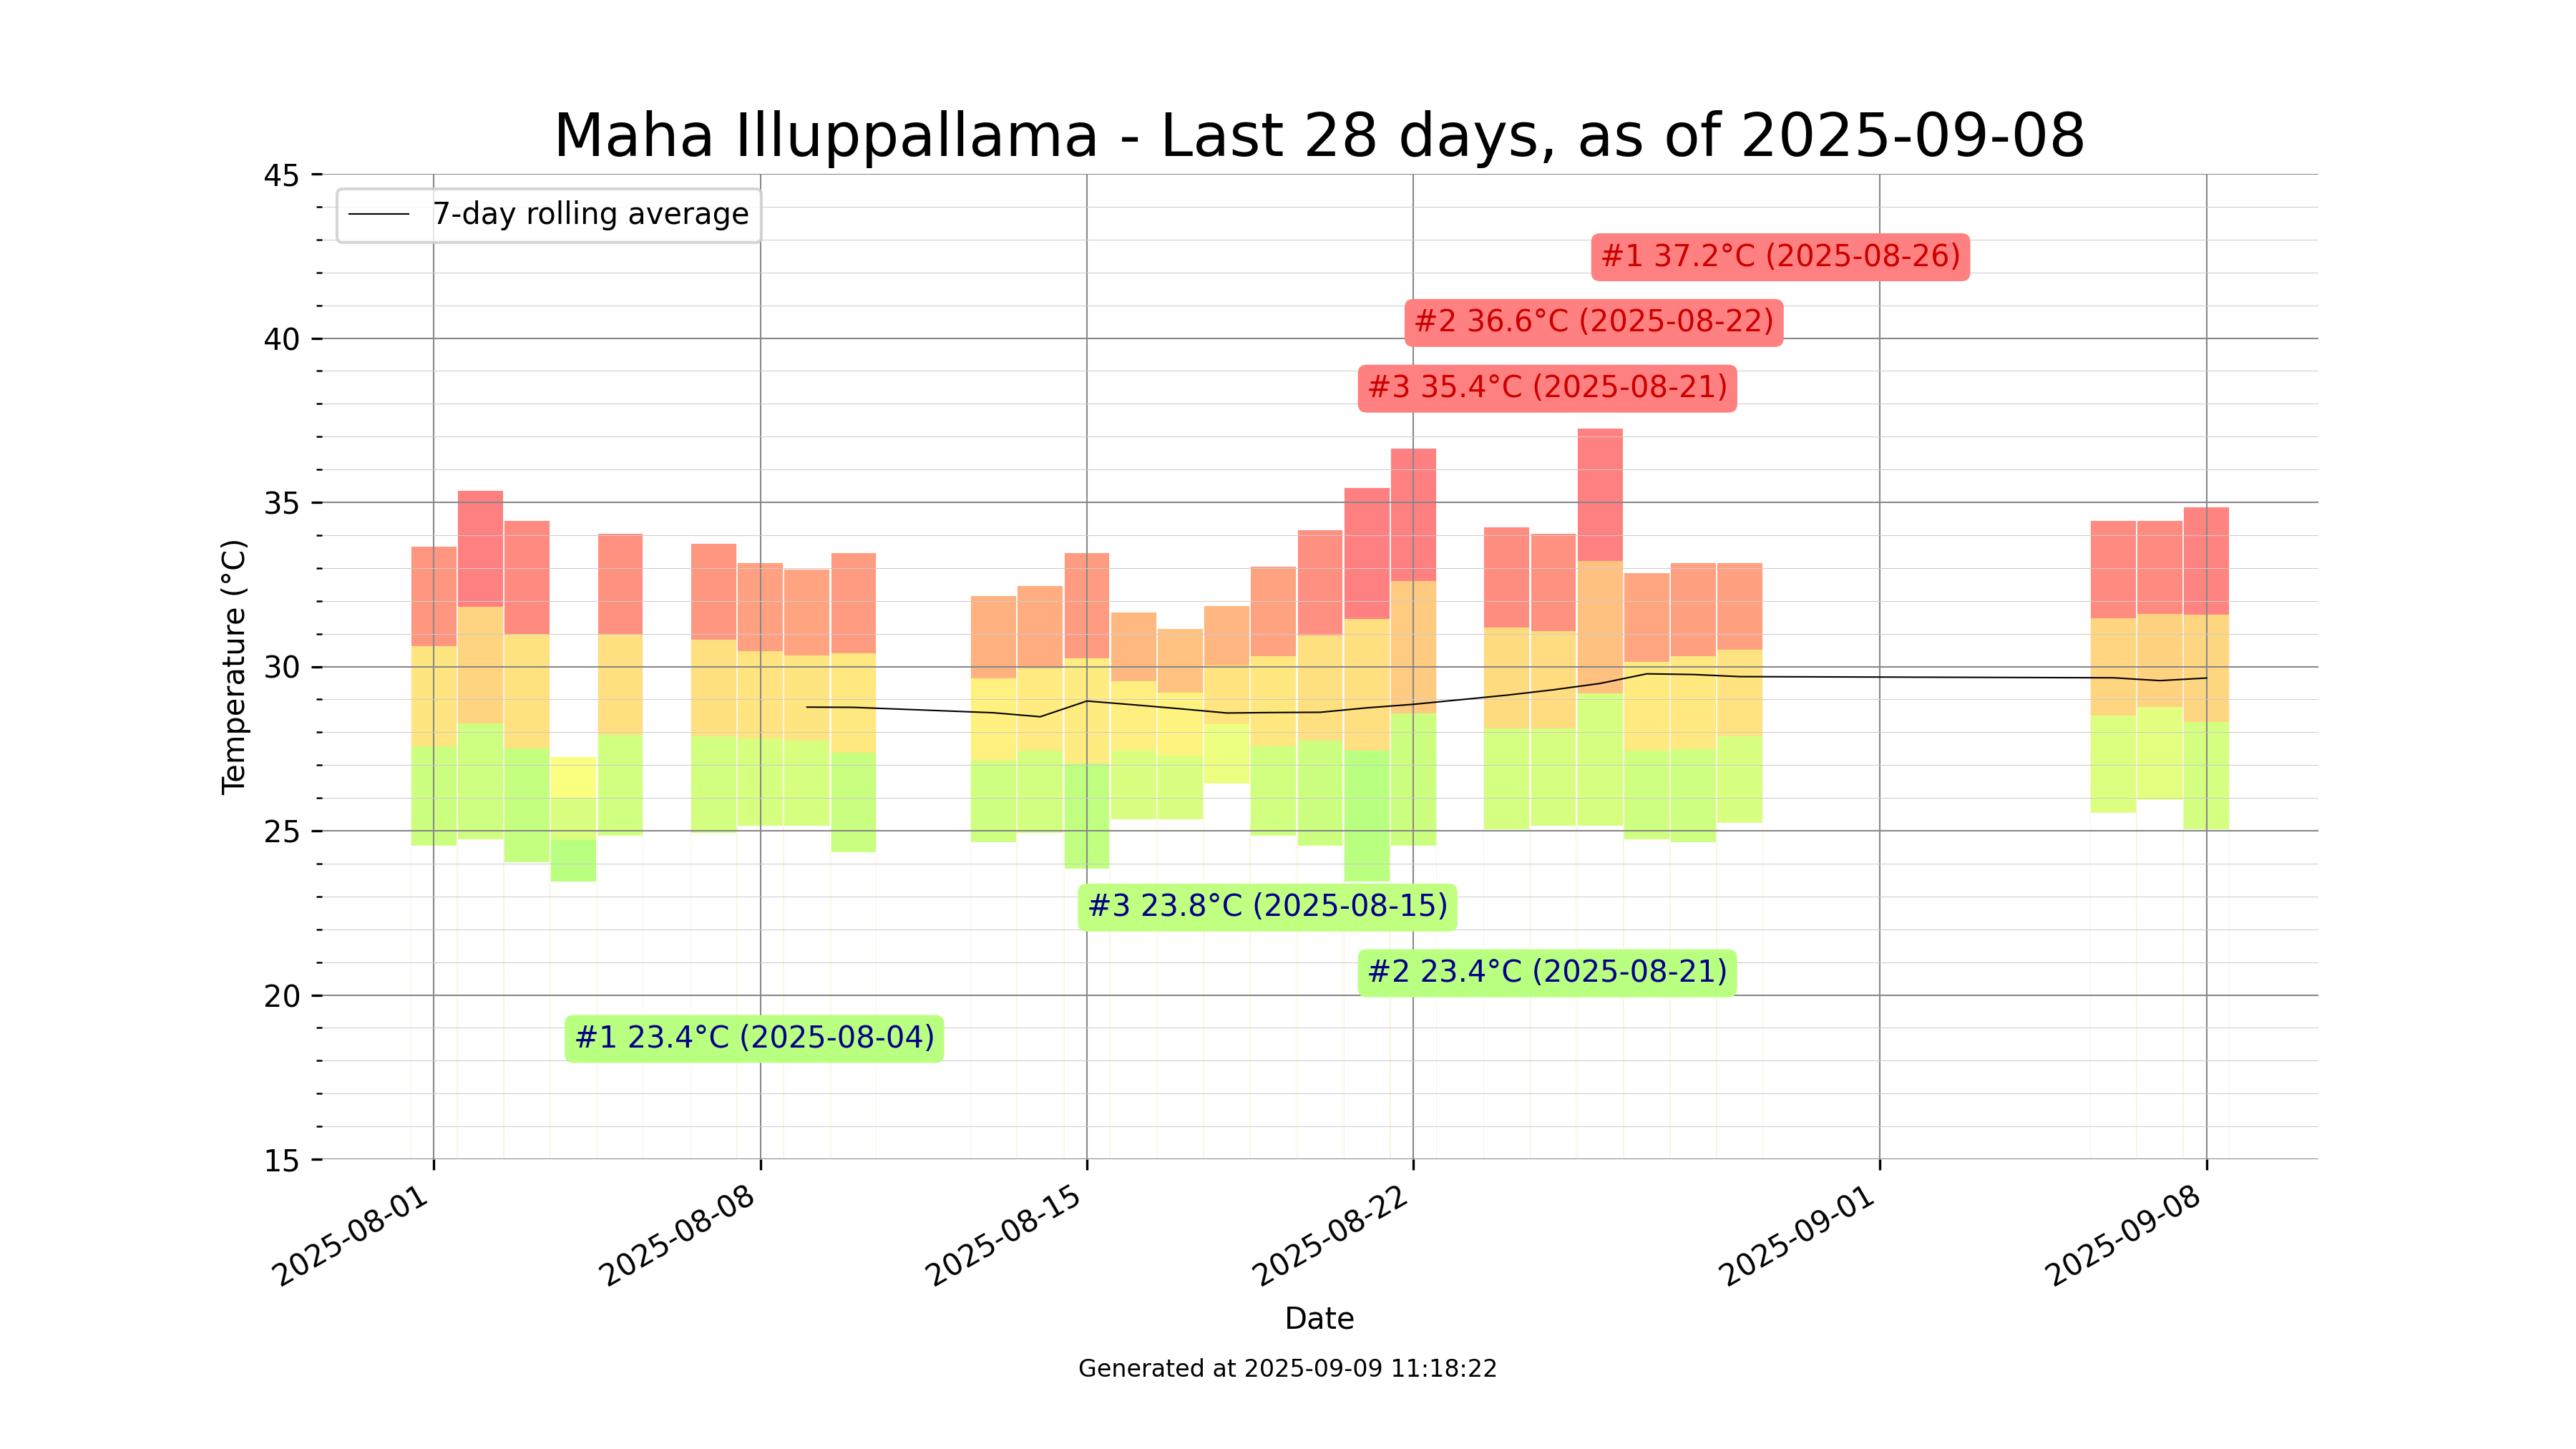 Maha Illuppallama - Last 28 days, as of 2025-09-08
45
7-day rolling average
#1 37.2°C (2025-08-26)
#2 36.6°C (2025-08-22)
40
#3 35.4°C (2025-08-21)
35
Temperature (°C)
30
25
#3 23.8°C (2025-08-15)
#2 23.4°C (2025-08-21)
20
#1 23.4°C (2025-08-04)
15
2025-08-01
2025-08-08
2025-08-15
2025-08-22
2025-09-01
2025-09-08
Date
Generated at 2025-09-09 11:18:22